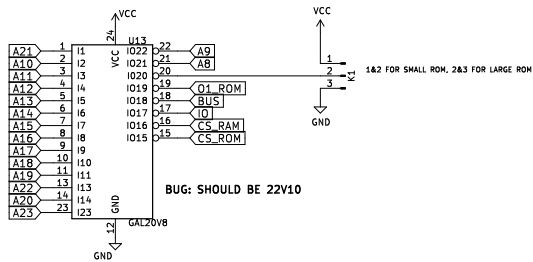 VCC
VCC
24
U13
A21 1 I1 VCC IO22 22 A9
A10 2 I2 IO21 21 A8
A11 3 I3 IO20 20
A12 4 I4 IO19 19 O1_ROM
A13 5 I5 IO18 18 BUS
A14 6 I6 IO17 17 IO
A15 7 I7 IO16 16 CS_RAM
A16 8 I8 IO15 15 CS_ROM
A17 9 I9
A18 10 I10
A19 11 I11
A22 13 I13
A20 14 I14
A23 23 I23
GND
12
GAL20V8
GND
1
2
3
K1
1&2 FOR SMALL ROM, 2&3 FOR LARGE ROM
GND
BUG: SHOULD BE 22V10